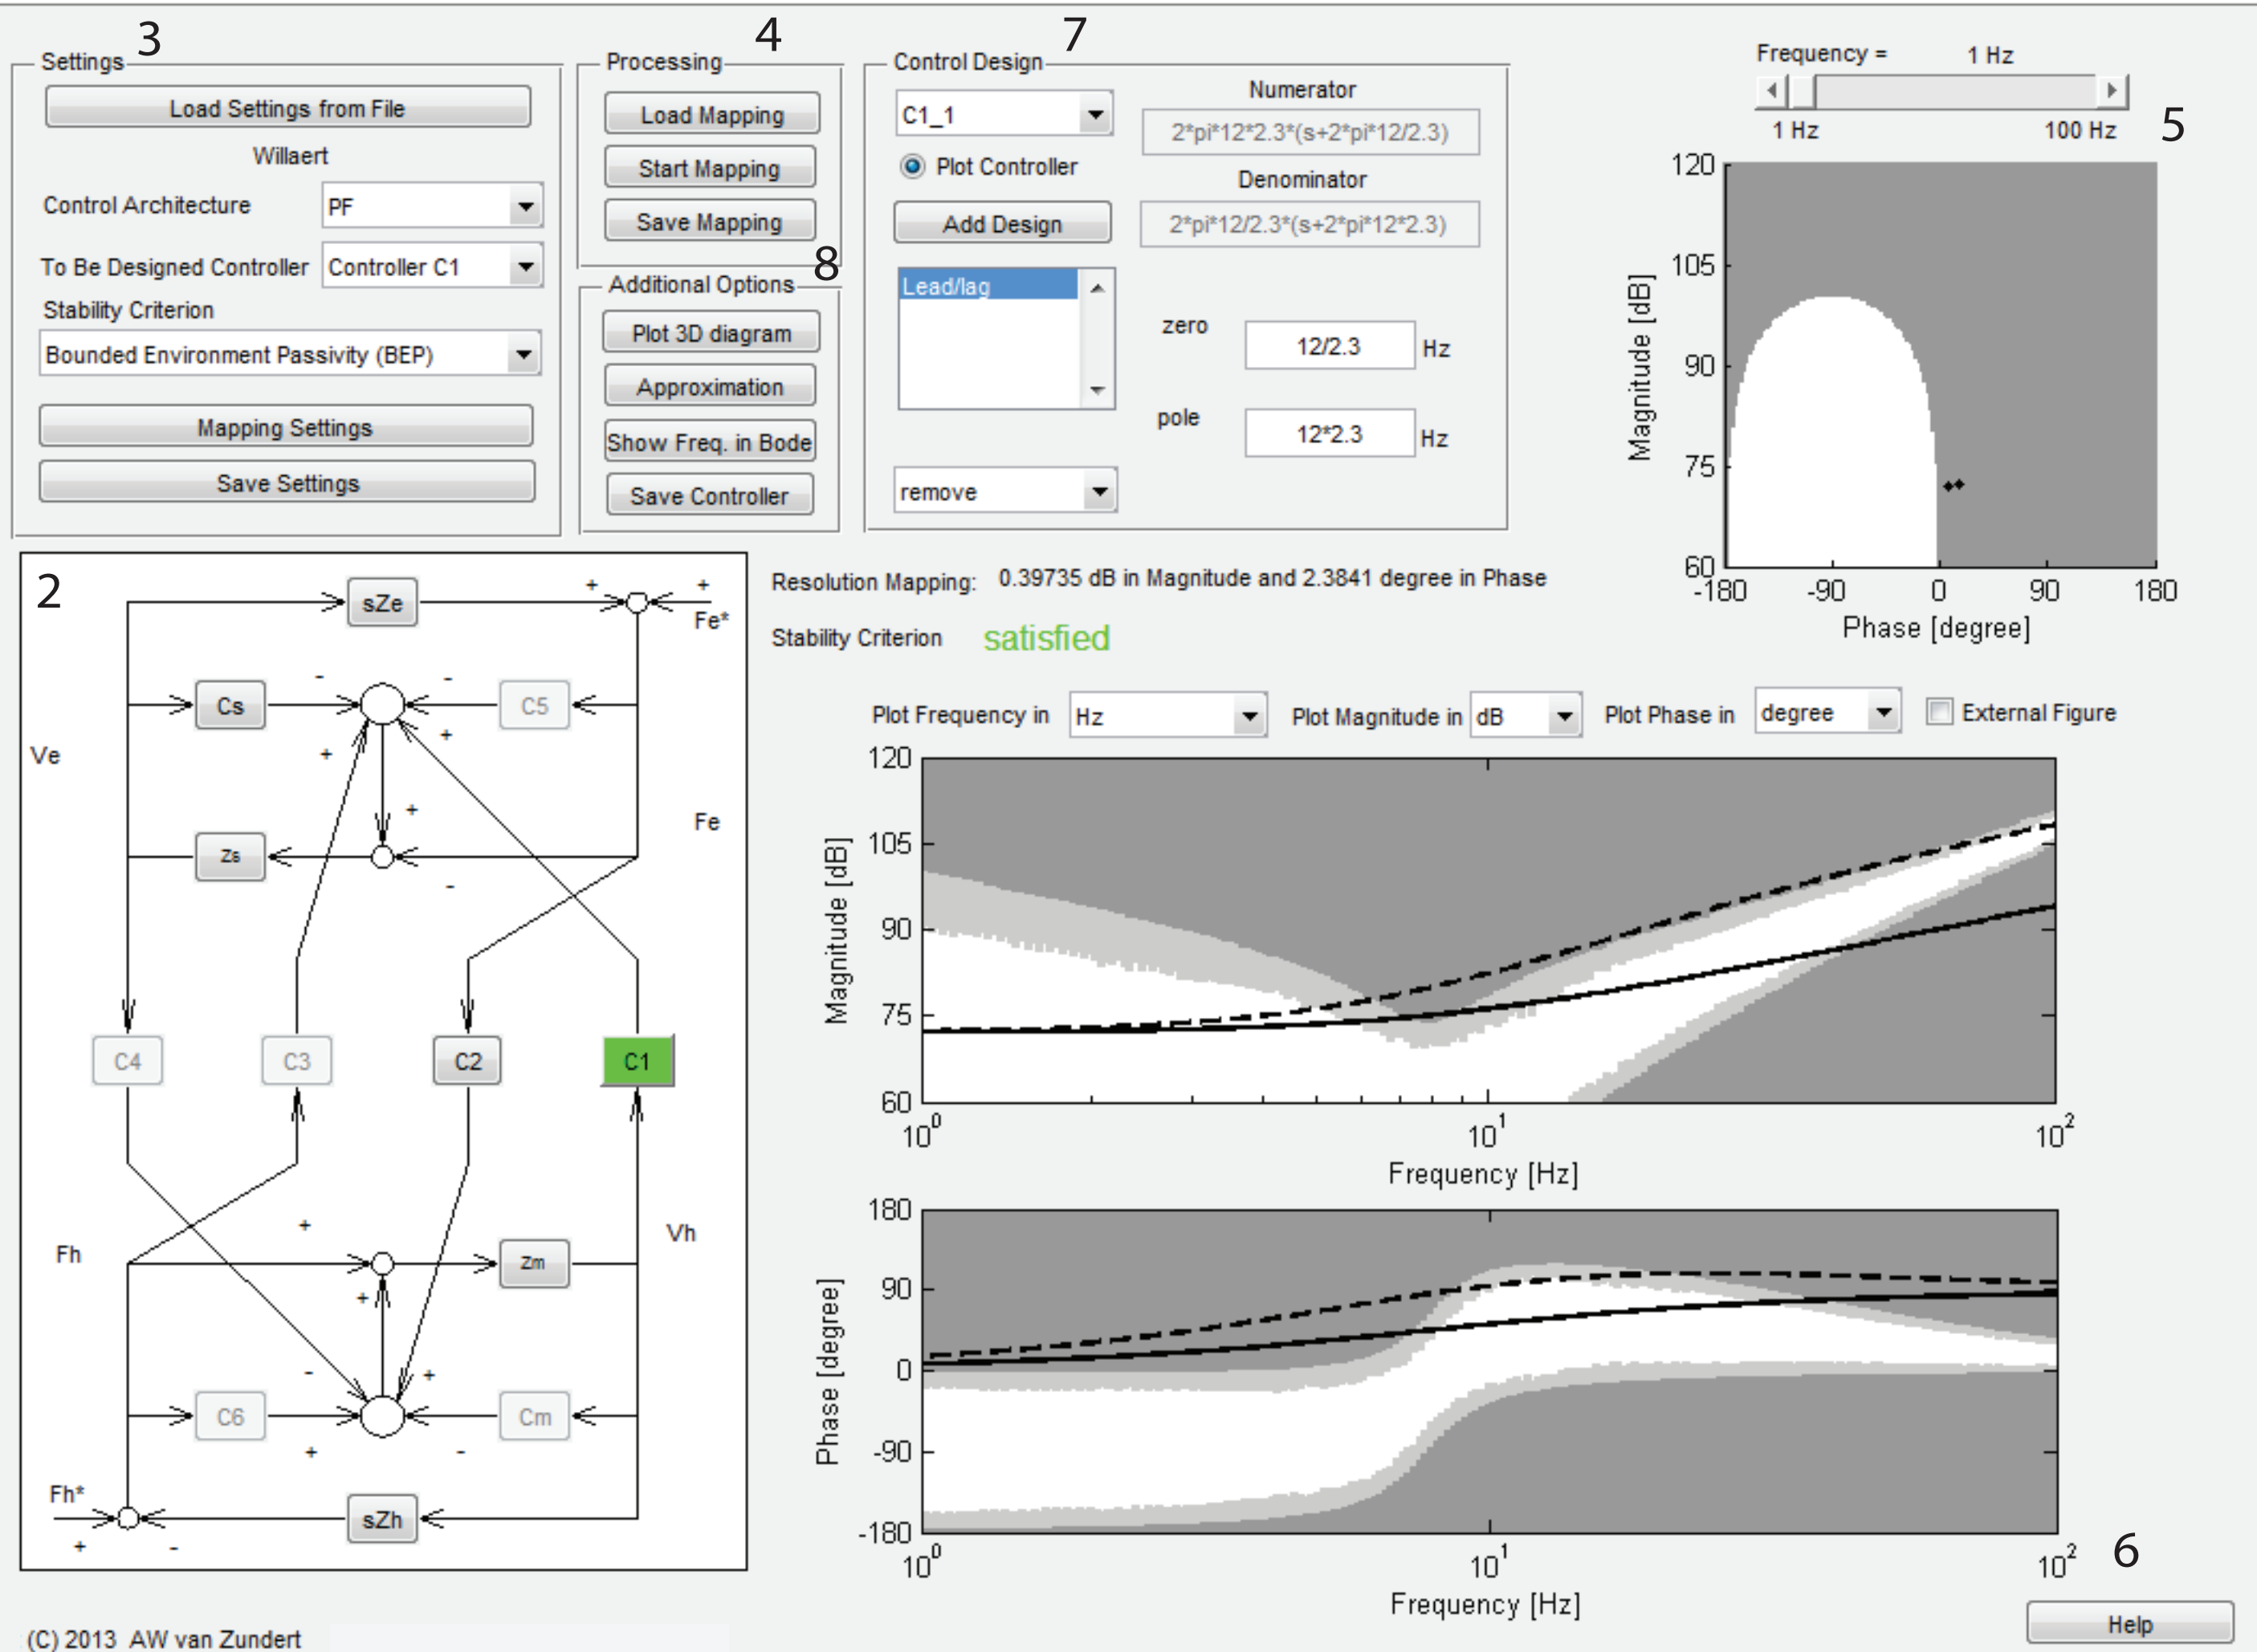 3
Settings
Load Settings from File
Willaert
Control Architecture PF
To Be Designed Controller Controller C1
Stability Criterion
Bounded Environment Passivity (BEP)
Mapping Settings
Save Settings
4
Processing
Load Mapping
Start Mapping
Save Mapping
8
Additional Options
Plot 3D diagram
Approximation
Show Freq. in Bode
Save Controller
7
Control Design
C1_1
Plot Controller
Add Design
Lead/lag
remove
Numerator
2*pi*12*2.3*(s+2*pi*12/2.3)
Denominator
2*pi*12/2.3*(s+2*pi*12*2.3)
zero 12/2.3 Hz
pole 12*2.3 Hz
Frequency = 1 Hz
1 Hz 100 Hz
5
120
105
90
75
60
Magnitude [dB]
-180 -90 0 90 180
Phase [degree]
2
sZe
+ +
Fe*
- -
Cs C5
+ +
Ve
+
Fe
Zs
-
C4 C3 C2 C1
+
Vh
Fh
Zm
+
- +
C6 Cm
+ -
Fh*
sZh
+ -
Resolution Mapping: 0.39735 dB in Magnitude and 2.3841 degree in Phase
Stability Criterion satisfied
Plot Frequency in Hz Plot Magnitude in dB Plot Phase in degree External Figure
120
105
90
75
60
Magnitude [dB]
10^0 10^1 10^2
Frequency [Hz]
180
90
0
-90
-180
Phase [degree]
10^0 10^1 10^2
Frequency [Hz]
6
Help
(C) 2013 AW van Zundert